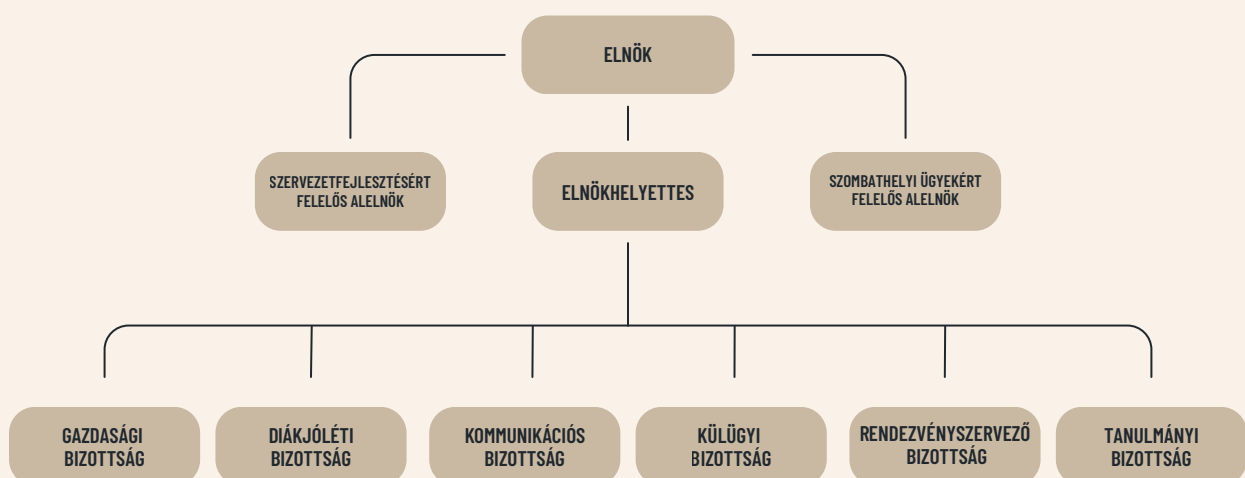 ELNÖK
SZERVEZETFEJLESZTÉSÉRT
FELELŐS ALELNÖK
ELNÖKHELYETTES
SZOMBATHELYI ÜGYEKÉRT
FELELŐS ALELNÖK
GAZDASÁGI
BIZOTTSÁG
DIÁKJÓLÉTI
BIZOTTSÁG
KOMMUNIKÁCIÓS
BIZOTTSÁG
KÜLÜGYI
BIZOTTSÁG
RENDEZVÉNYSZERVEZŐ
BIZOTTSÁG
TANULMÁNYI
BIZOTTSÁG